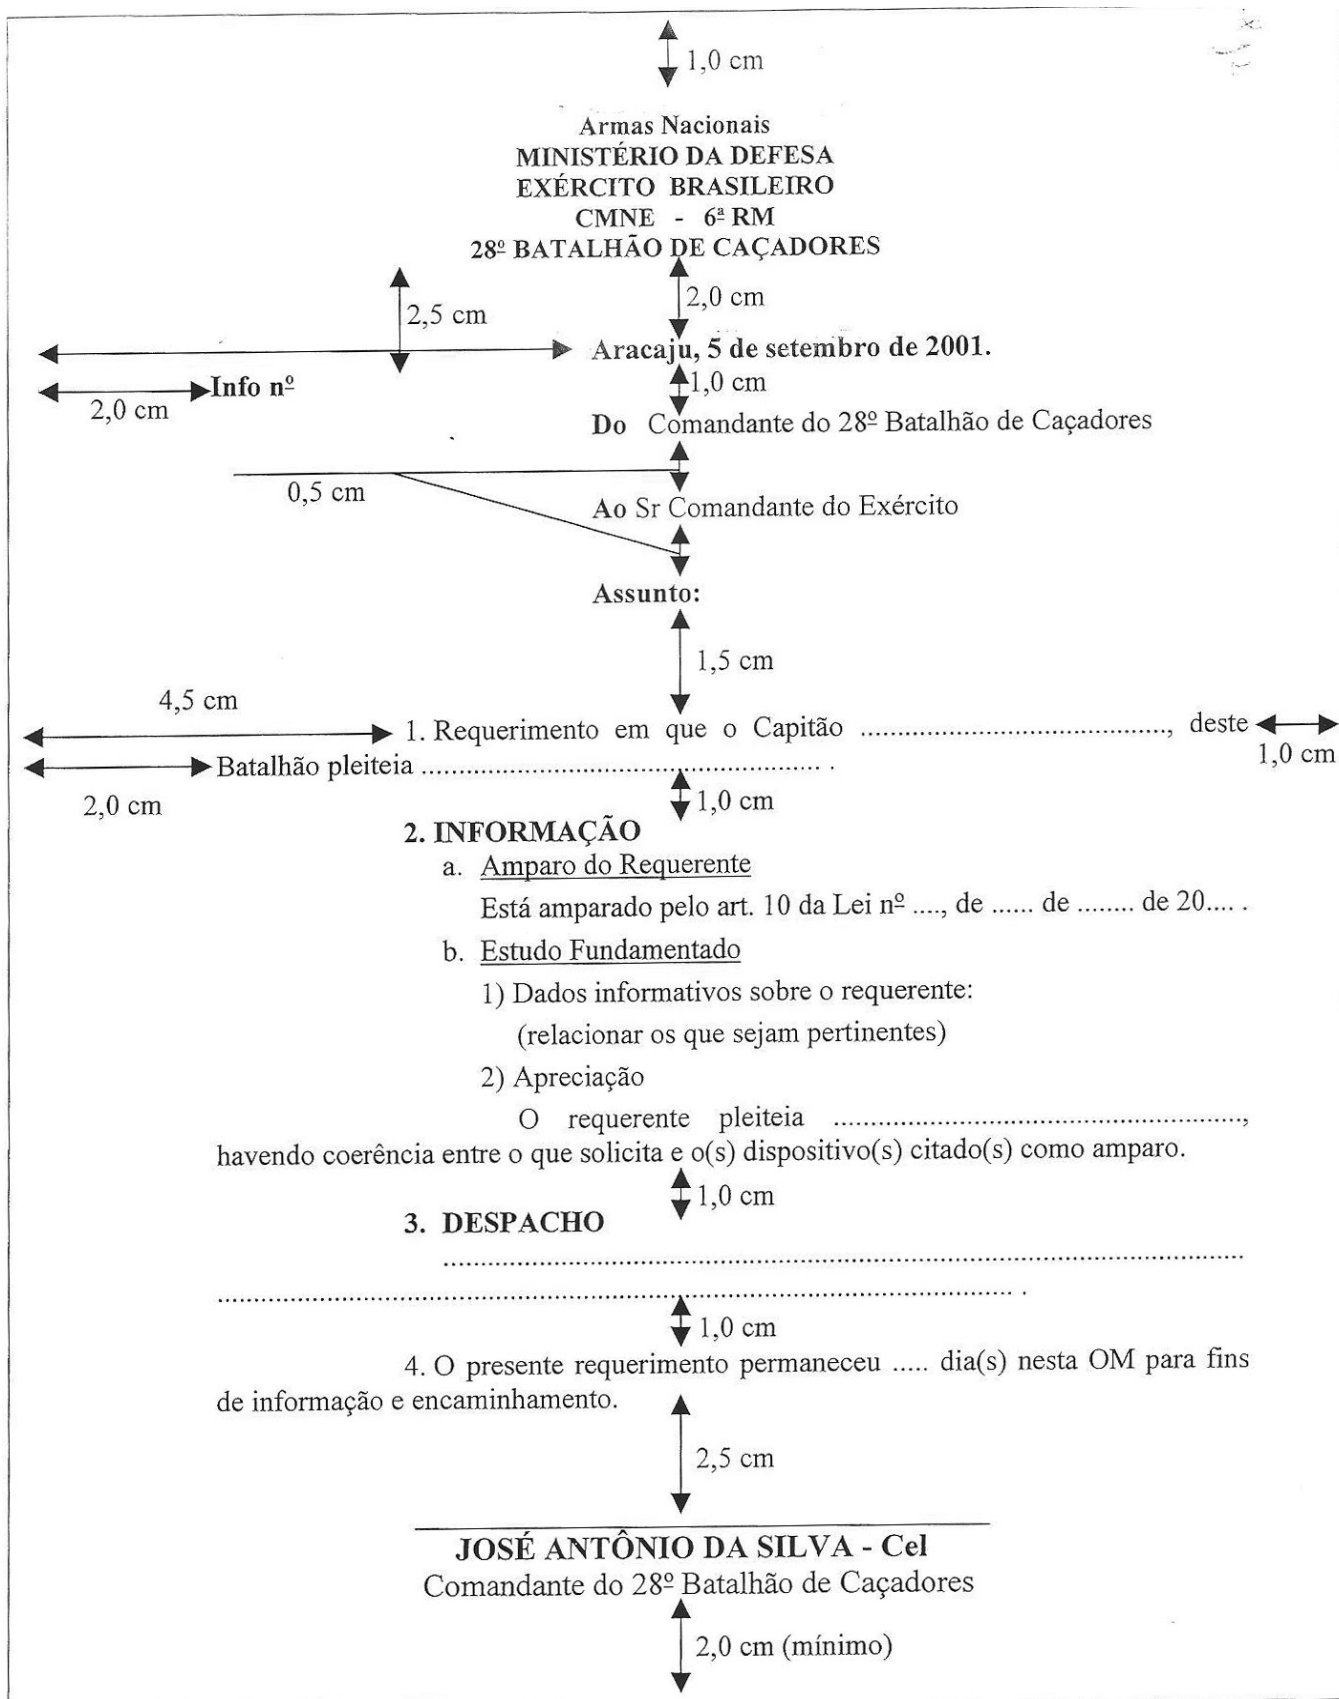 1,0 cm
Armas Nacionais
MINISTÉRIO DA DEFESA
EXÉRCITO BRASILEIRO
CMNE - 6ª RM
28º BATALHÃO DE CAÇADORES
2,0 cm
2,5 cm
Aracaju, 5 de setembro de 2001.
1,0 cm
Info nº
2,0 cm
Do Comandante do 28º Batalhão de Caçadores
0,5 cm
Ao Sr Comandante do Exército
Assunto:
1,5 cm
4,5 cm
1. Requerimento em que o Capitão ........................................., deste
1,0 cm
Batalhão pleiteia ...................................................... .
2,0 cm
1,0 cm
2. INFORMAÇÃO
a. Amparo do Requerente
Está amparado pelo art. 10 da Lei nº ...., de ...... de ........ de 20.... .
b. Estudo Fundamentado
1) Dados informativos sobre o requerente:
(relacionar os que sejam pertinentes)
2) Apreciação
O requerente pleiteia .......................................................,
havendo coerência entre o que solicita e o(s) dispositivo(s) citado(s) como amparo.
1,0 cm
3. DESPACHO
............................................................................................................
............................................................................................................ .
1,0 cm
4. O presente requerimento permaneceu ..... dia(s) nesta OM para fins
de informação e encaminhamento.
2,5 cm
JOSÉ ANTÔNIO DA SILVA - Cel
Comandante do 28º Batalhão de Caçadores
2,0 cm (mínimo)